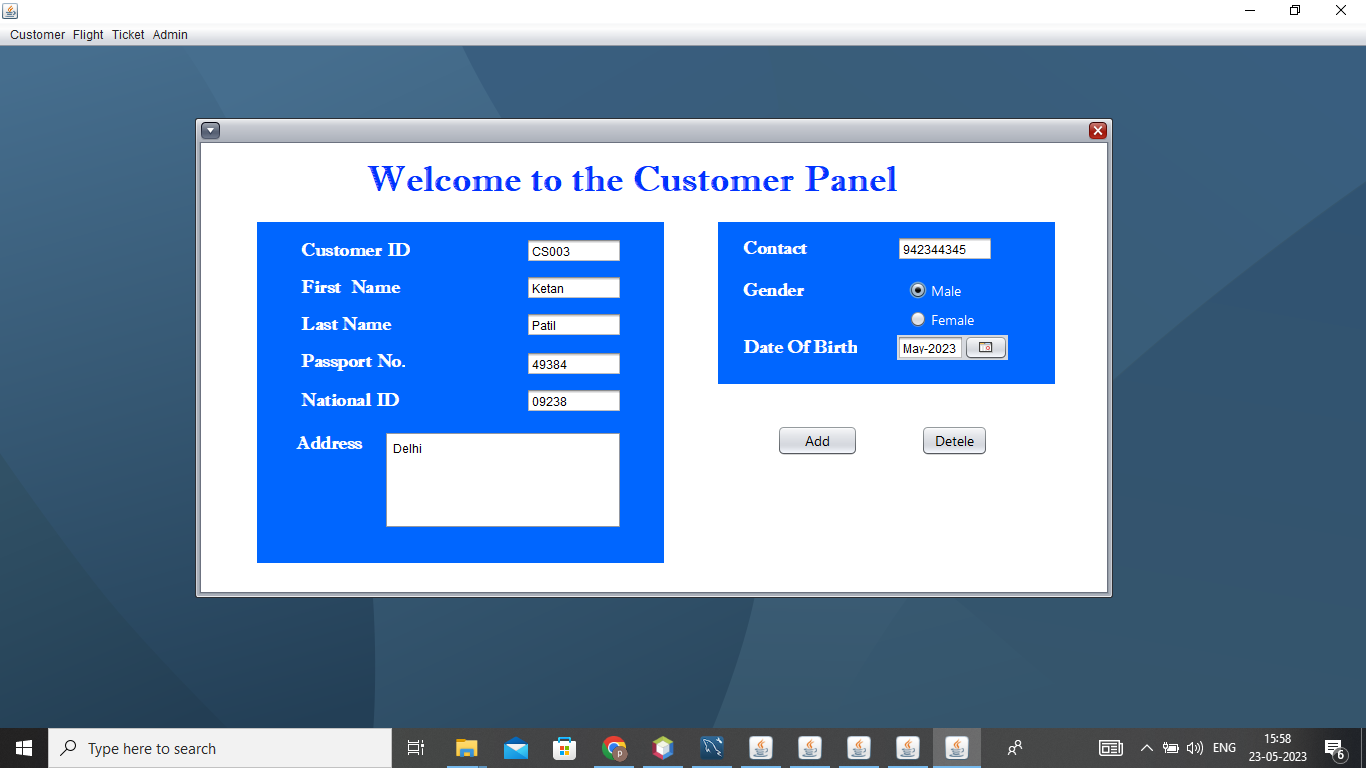 Customer Flight Ticket Admin
Welcome to the Customer Panel
Customer ID CS003
First Name Ketan
Last Name Patil
Passport No. 49384
National ID 09238
Address Delhi
Contact 942344345
Gender Male
Female
Date Of Birth May-2023
Add Detele
Type here to search
ENG
15:58
23-05-2023
6